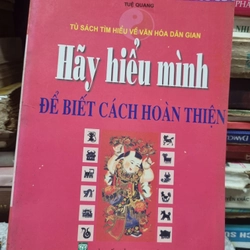 TUỆ QUANG
TỦ SÁCH TÌM HIỂU VỀ VĂN HÓA DÂN GIAN
Hãy hiểu mình
ĐỂ BIẾT CÁCH HOÀN THIỆN